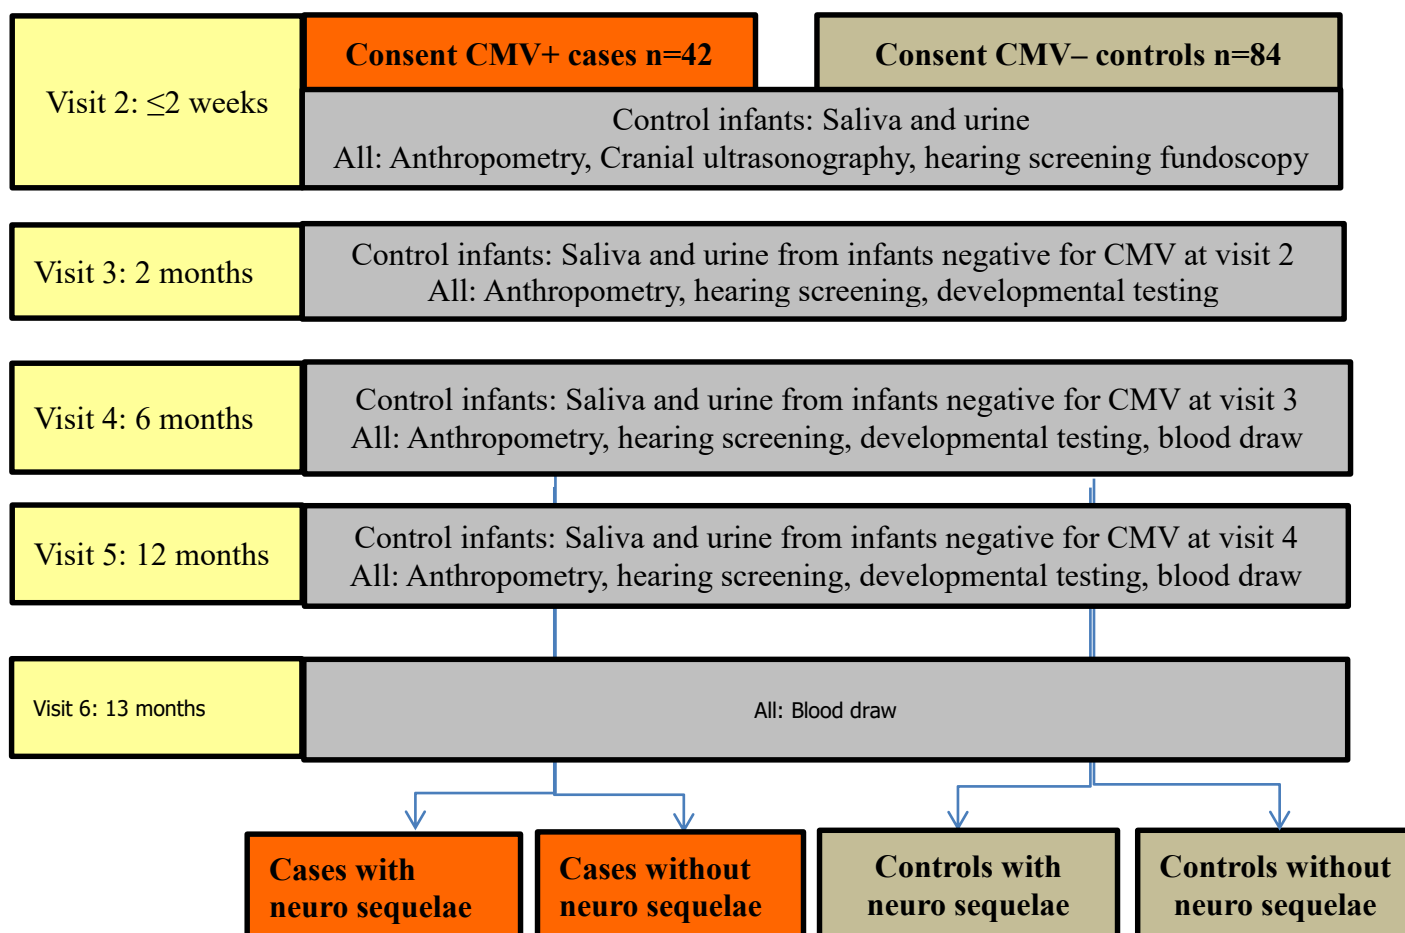 Consent CMV+ cases n=42
Consent CMV– controls n=84
Visit 2: ≤2 weeks
Control infants: Saliva and urine
All: Anthropometry, Cranial ultrasonography, hearing screening fundoscopy
Visit 3: 2 months
Control infants: Saliva and urine from infants negative for CMV at visit 2
All: Anthropometry, hearing screening, developmental testing
Visit 4: 6 months
Control infants: Saliva and urine from infants negative for CMV at visit 3
All: Anthropometry, hearing screening, developmental testing, blood draw
Visit 5: 12 months
Control infants: Saliva and urine from infants negative for CMV at visit 4
All: Anthropometry, hearing screening, developmental testing, blood draw
Visit 6: 13 months
All: Blood draw
Cases with
neuro sequelae
Cases without
neuro sequelae
Controls with
neuro sequelae
Controls without
neuro sequelae